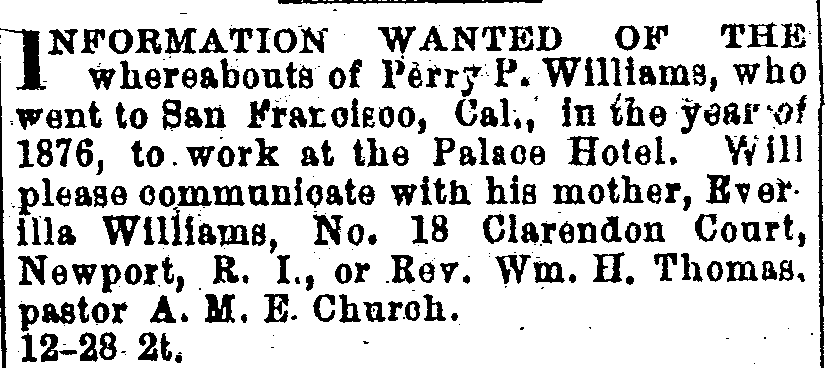 INFORMATION WANTED OF THE
whereabouts of Perry P. Williams, who
went to San Francisco, Cal., in the year of
1876, to work at the Palace Hotel. Will
please communicate with his mother, Ever-
illa Williams, No. 18 Clarendon Court,
Newport, R. I., or Rev. Wm. H. Thomas,
pastor A. M. E. Church.
12-28 2t.